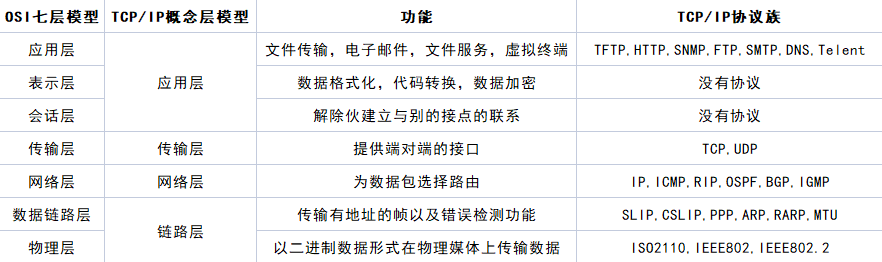 OSI七层模型 TCP/IP概念层模型 功能 TCP/IP协议族
应用层 文件传输，电子邮件，文件服务，虚拟终端 TFTP,HTTP,SNMP,FTP,SMTP,DNS,Telent
表示层 应用层 数据格式化，代码转换，数据加密 没有协议
会话层 解除伙建立与别的接点的联系 没有协议
传输层 传输层 提供端对端的接口 TCP,UDP
网络层 网络层 为数据包选择路由 IP,ICMP,RIP,OSPF,BGP,IGMP
数据链路层 传输有地址的帧以及错误检测功能 SLIP,CSLIP,PPP,ARP,RARP,MTU
链路层
物理层 以二进制数据形式在物理媒体上传输数据 ISO2110,IEEE802,IEEE802.2